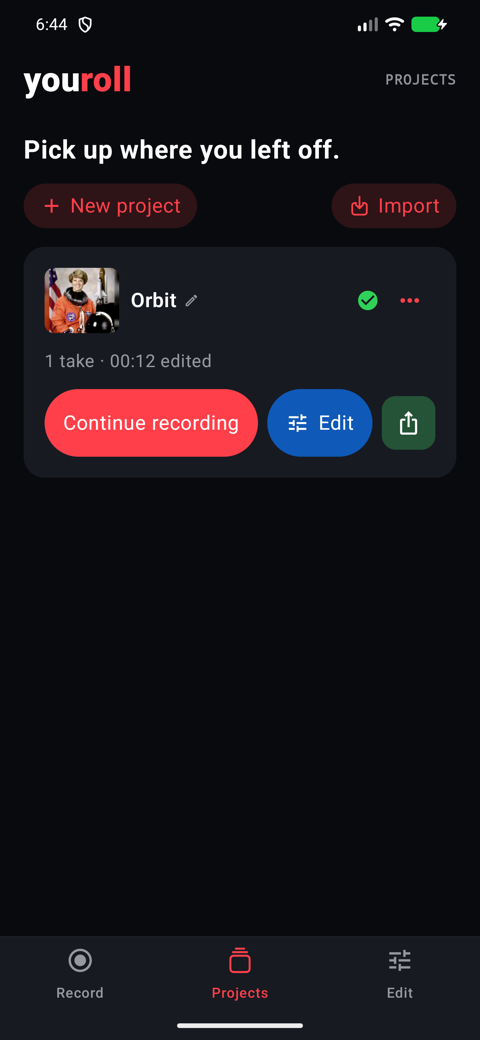 6:44
youroll
PROJECTS
Pick up where you left off.
+ New project
Import
Orbit
1 take · 00:12 edited
Continue recording
Edit
Record
Projects
Edit